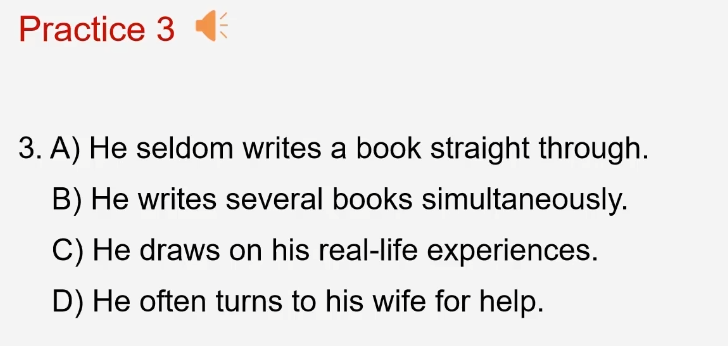 Practice 3
3. A) He seldom writes a book straight through.
B) He writes several books simultaneously.
C) He draws on his real-life experiences.
D) He often turns to his wife for help.